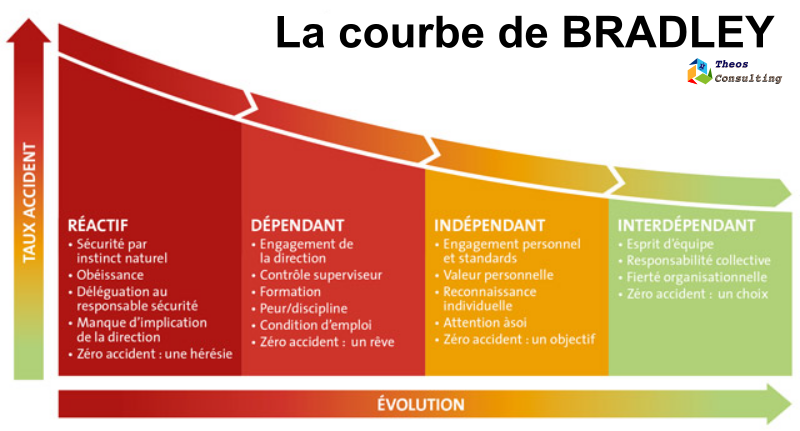 La courbe de BRADLEY
Theos
Consulting
TAUX ACCIDENT
RÉACTIF
• Sécurité par
instinct naturel
• Obéissance
• Déléguation au
responsable sécurité
• Manque d'implication
de la direction
• Zéro accident : une hérésie
DÉPENDANT
• Engagement de
la direction
• Contrôle superviseur
• Formation
• Peur/discipline
• Condition d'emploi
• Zéro accident : un rêve
INDÉPENDANT
• Engagement personnel
et standards
• Valeur personnelle
• Reconnaissance
individuelle
• Attention àsoi
• Zéro accident : un objectif
INTERDÉPENDANT
• Esprit d'équipe
• Responsabilité collective
• Fierté organisationnelle
• Zéro accident : un choix
ÉVOLUTION